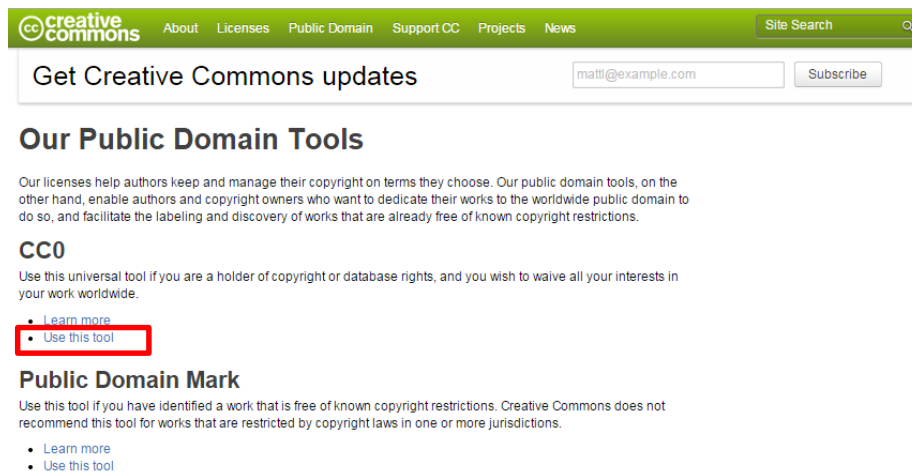 cc creative commons About Licenses Public Domain Support CC Projects News Site Search
Get Creative Commons updates mattl@example.com Subscribe
Our Public Domain Tools
Our licenses help authors keep and manage their copyright on terms they choose. Our public domain tools, on the
other hand, enable authors and copyright owners who want to dedicate their works to the worldwide public domain to
do so, and facilitate the labeling and discovery of works that are already free of known copyright restrictions.
CC0
Use this universal tool if you are a holder of copyright or database rights, and you wish to waive all your interests in
your work worldwide.
• Learn more
• Use this tool
Public Domain Mark
Use this tool if you have identified a work that is free of known copyright restrictions. Creative Commons does not
recommend this tool for works that are restricted by copyright laws in one or more jurisdictions.
• Learn more
• Use this tool